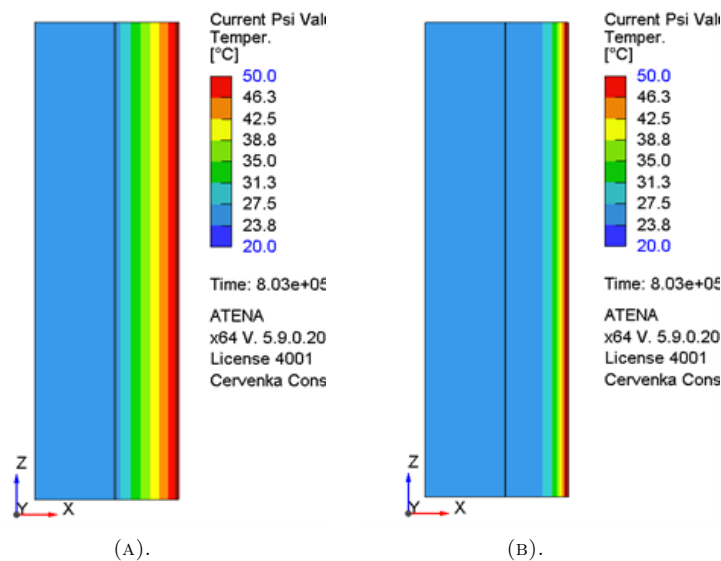 Current Psi Valu
Temper.
[°C]
50.0
46.3
42.5
38.8
35.0
31.3
27.5
23.8
20.0
Time: 8.03e+05
ATENA
x64 V. 5.9.0.20
License 4001
Cervenka Cons
Z
Y
X
(A).
Current Psi Valu
Temper.
[°C]
50.0
46.3
42.5
38.8
35.0
31.3
27.5
23.8
20.0
Time: 8.03e+05
ATENA
x64 V. 5.9.0.20
License 4001
Cervenka Cons
Z
Y
X
(B).